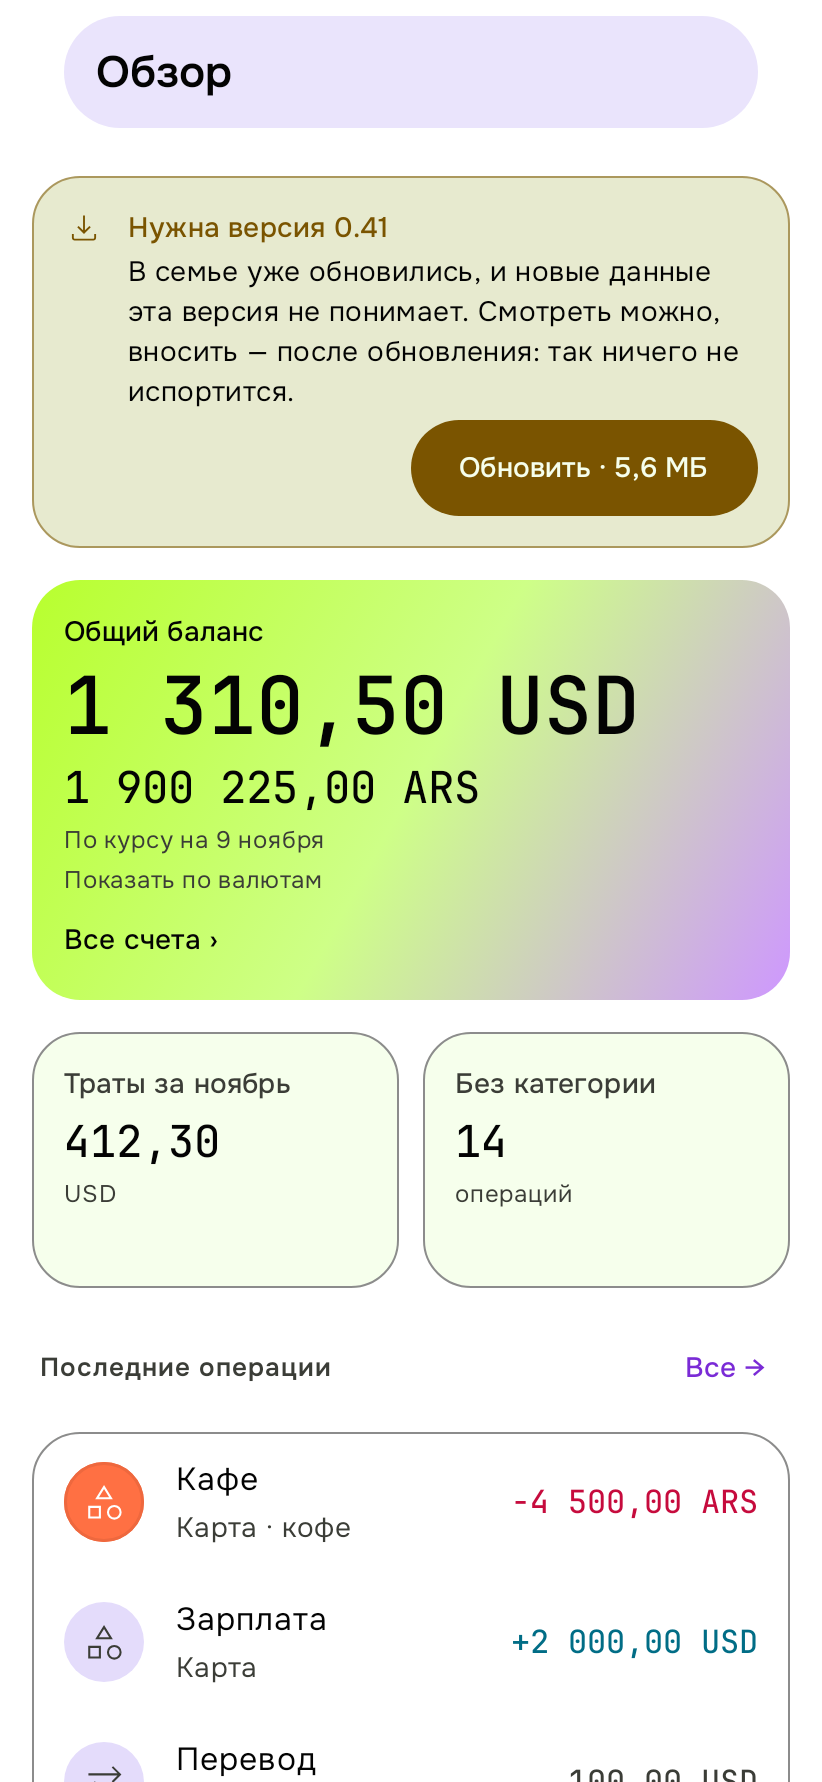 Обзор
Нужна версия 0.41
В семье уже обновились, и новые данные
эта версия не понимает. Смотреть можно,
вносить — после обновления: так ничего не
испортится.
Обновить · 5,6 МБ
Общий баланс
1 310,50 USD
1 900 225,00 ARS
По курсу на 9 ноября
Показать по валютам
Все счета ›
Траты за ноябрь
412,30
USD
Без категории
14
операций
Последние операции
Все →
Кафе
-4 500,00 ARS
Карта · кофе
Зарплата
+2 000,00 USD
Карта
Перевод
100,00 USD